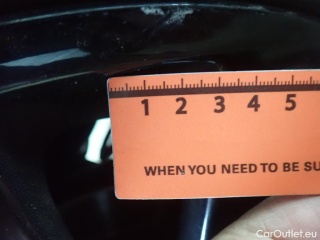 1 2 3 4 5
WHEN YOU NEED TO BE SU
CarOutlet.eu